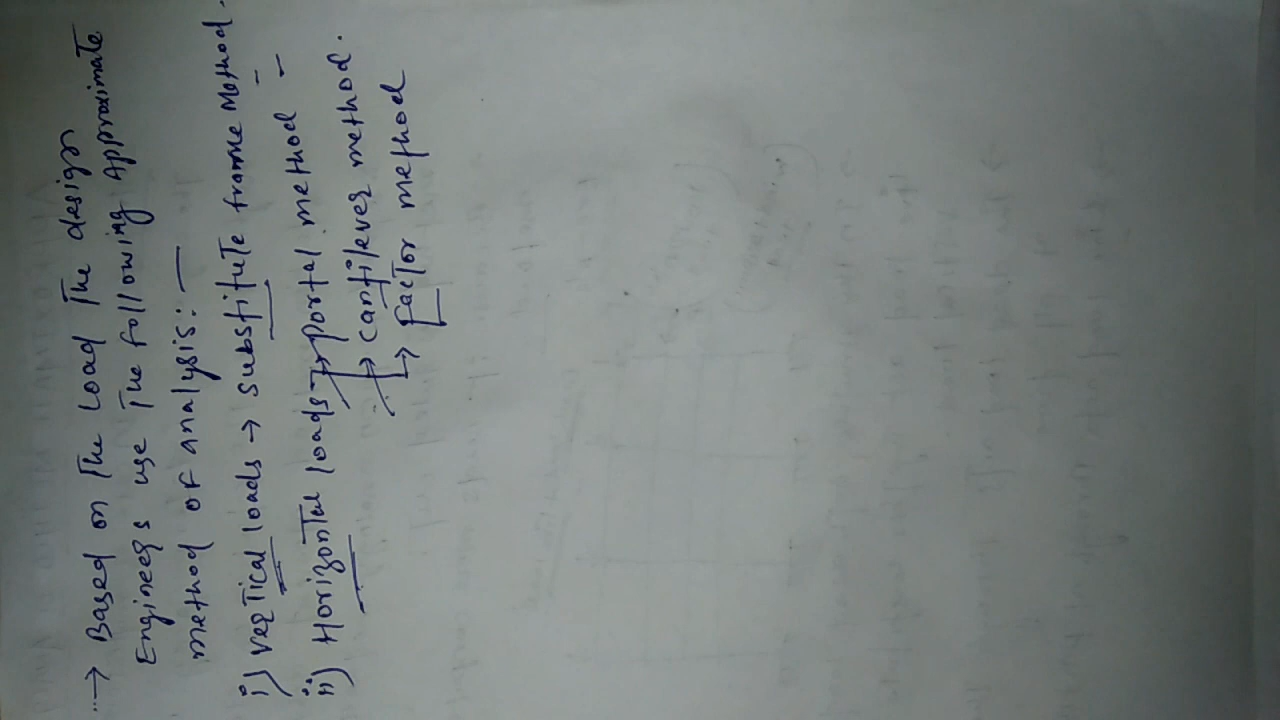 → Based on The Load The design
Engineers use The following Approximate
method of analysis: —
i) vertical loads → substitute frame Method.
ii) Horizontal loads → portal method -
→ cantilever method.
→ factor method